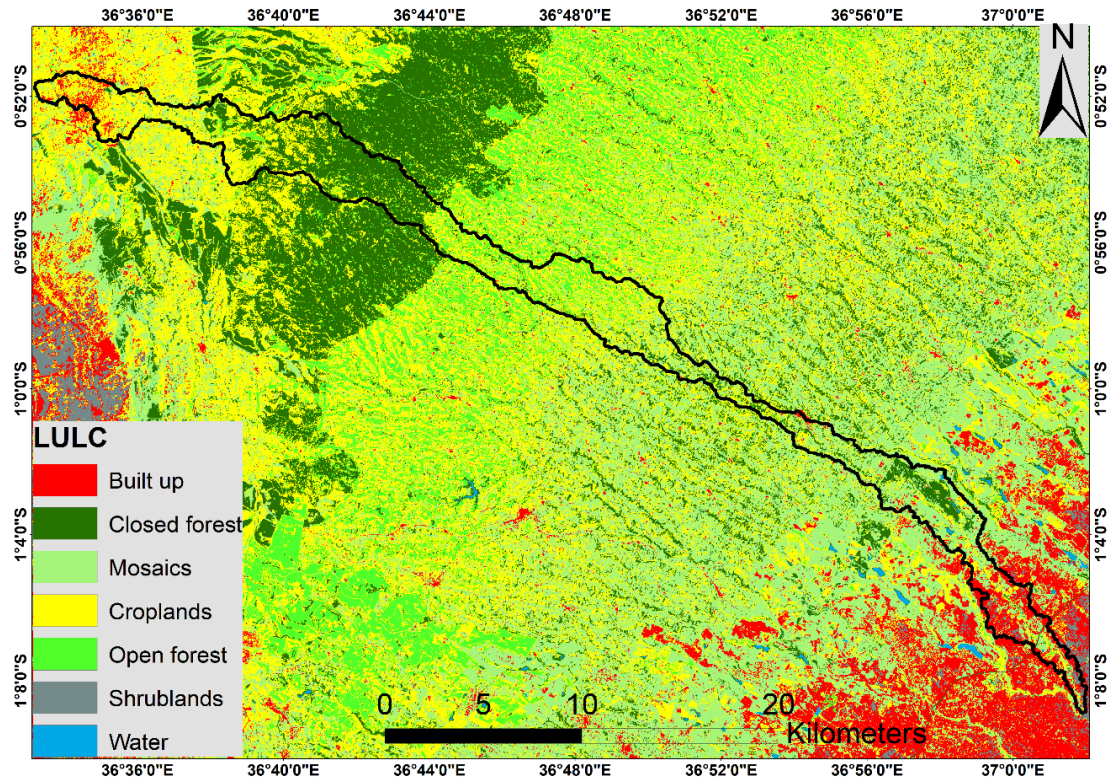 36°36'0"E 36°40'0"E 36°44'0"E 36°48'0"E 36°52'0"E 36°56'0"E 37°0'0"E
N
0°52'0"S 0°52'0"S
0°56'0"S 0°56'0"S
1°0'0"S 1°0'0"S
1°4'0"S 1°4'0"S
1°8'0"S 1°8'0"S
LULC
Built up
Closed forest
Mosaics
Croplands
Open forest
Shrublands
Water
0 5 10 20
Kilometers
36°36'0"E 36°40'0"E 36°44'0"E 36°48'0"E 36°52'0"E 36°56'0"E 37°0'0"E